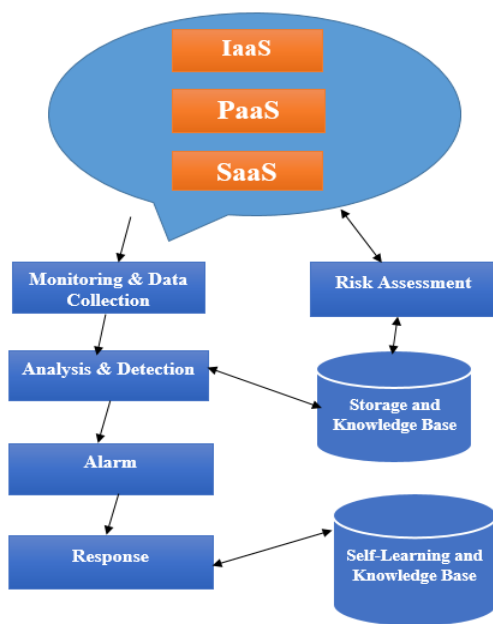 IaaS
PaaS
SaaS
Monitoring & Data
Collection
Risk Assessment
Analysis & Detection
Storage and
Knowledge Base
Alarm
Response
Self-Learning and
Knowledge Base